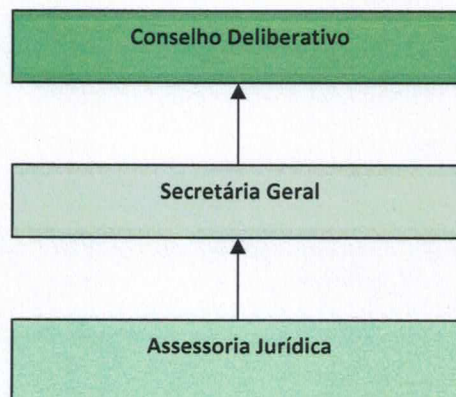 Conselho Deliberativo
Secretária Geral
Assessoria Jurídica